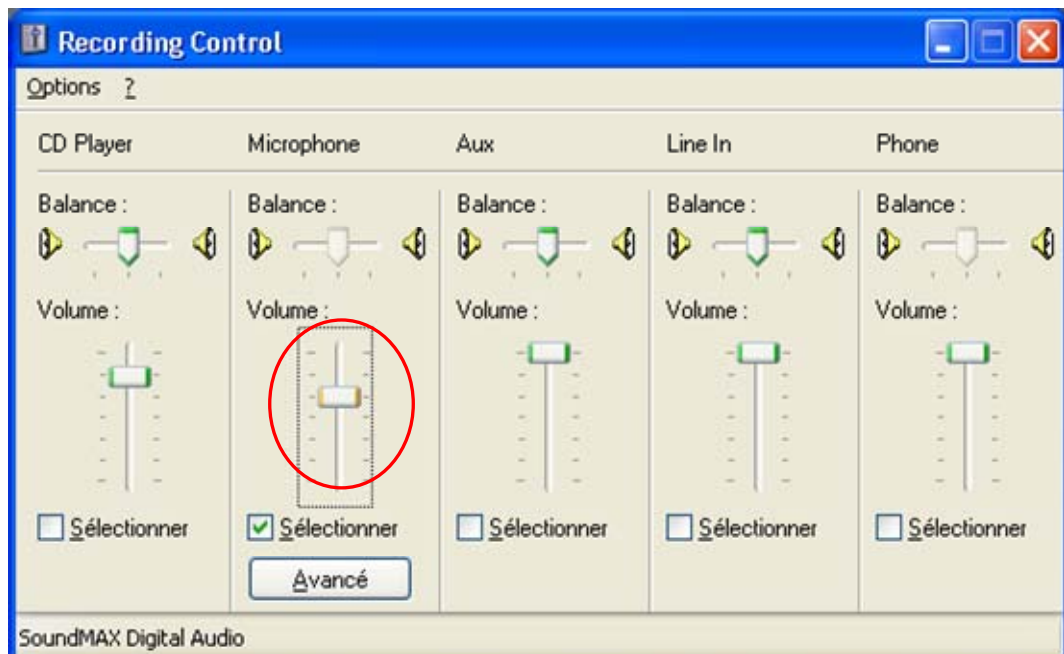 Recording Control
Options ?
CD Player Microphone Aux Line In Phone
Balance : Balance : Balance : Balance : Balance :
Volume : Volume : Volume : Volume : Volume :
Sélectionner Sélectionner Sélectionner Sélectionner Sélectionner
Avancé
SoundMAX Digital Audio